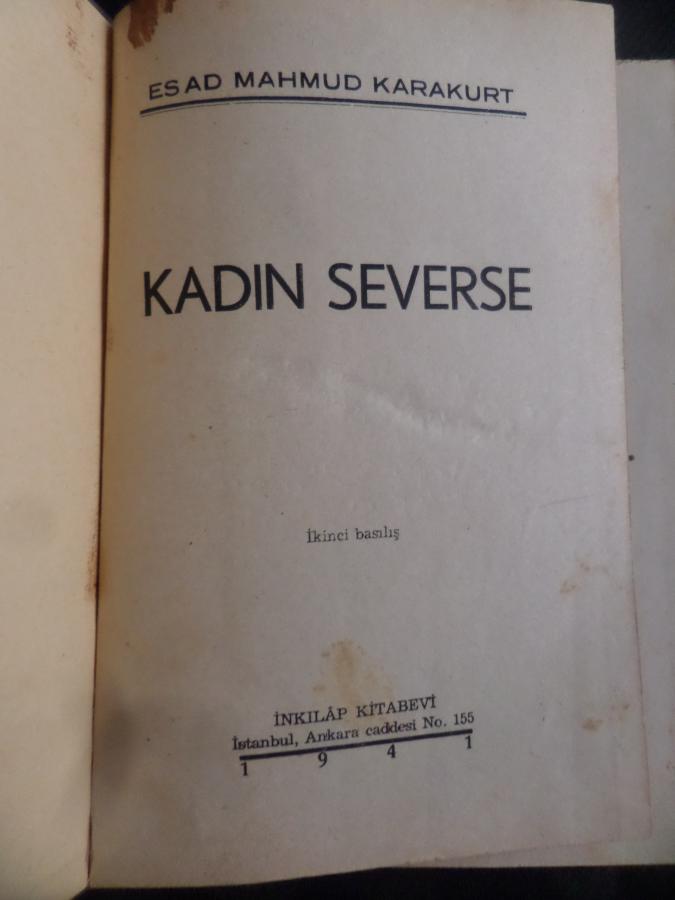 ESAD MAHMUD KARAKURT
KADIN SEVERSE
İkinci basılış
İNKILÂP KİTABEVİ
İstanbul, Ankara caddesi No. 155
1 9 4 1